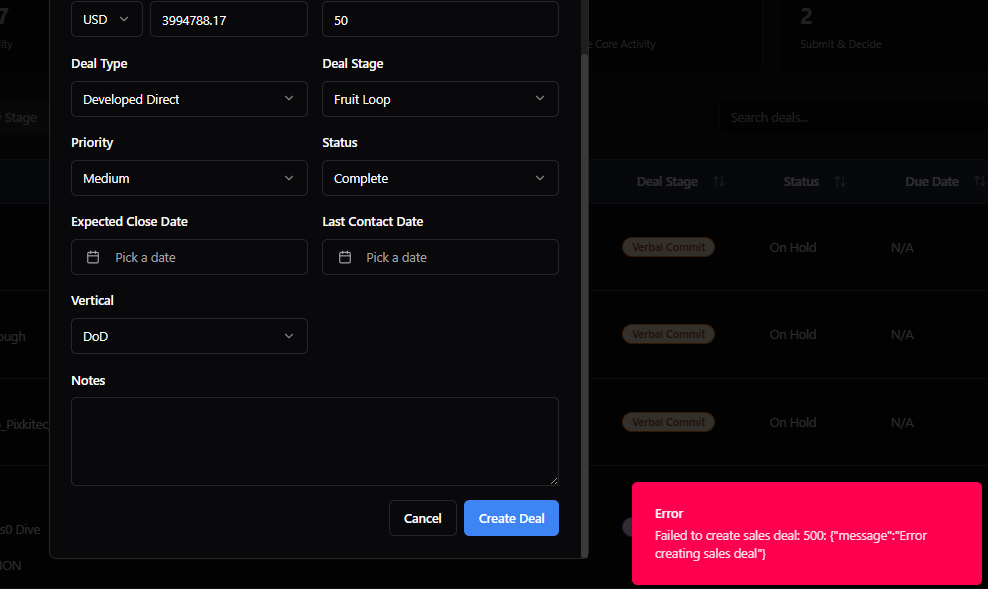 7
2
ity
e Core Activity
Submit & Decide
USD
3994788.17
50
Deal Type
Deal Stage
Developed Direct
Fruit Loop
Stage
Search deals...
Priority
Status
Medium
Complete
Deal Stage
Status
Due Date
Expected Close Date
Last Contact Date
Pick a date
Pick a date
Verbal Commit
On Hold
N/A
Vertical
DoD
ough
Verbal Commit
On Hold
N/A
Notes
_Pixkitec
Verbal Commit
On Hold
N/A
Cancel
Create Deal
s0 Dive
ION
Error
Failed to create sales deal: 500: {"message":"Error
creating sales deal"}